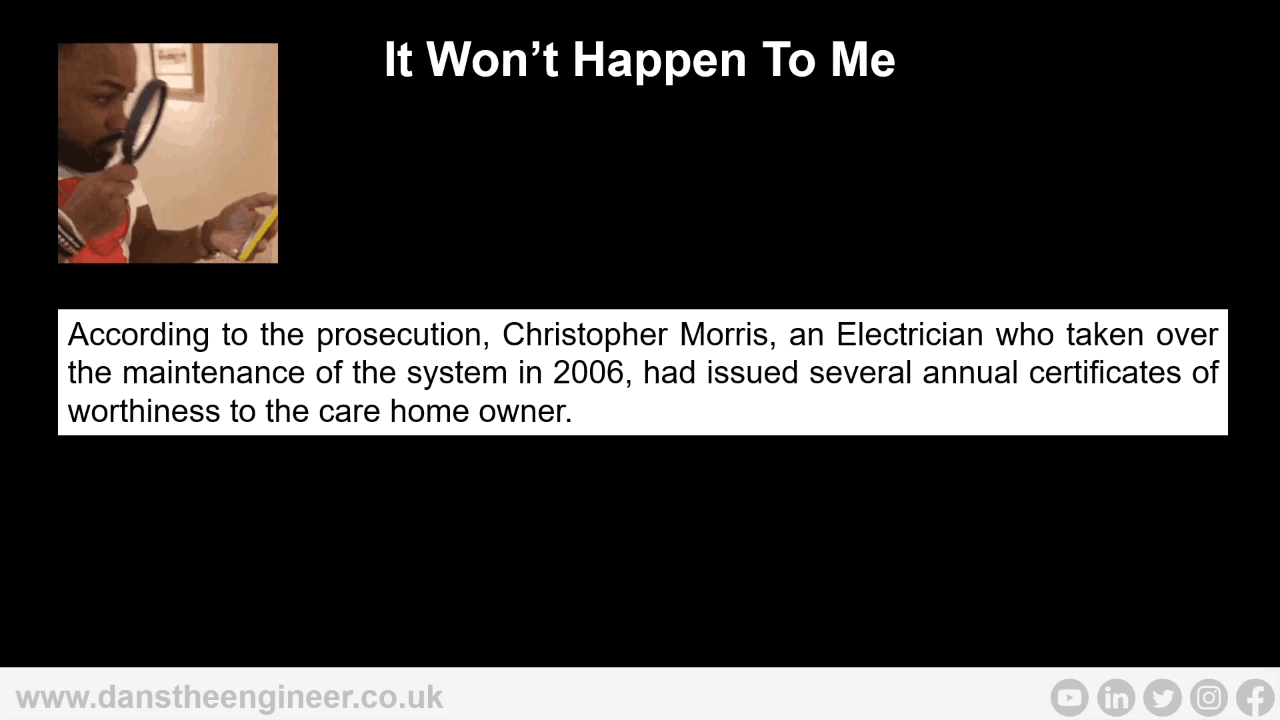 It Won’t Happen To Me
According to the prosecution, Christopher Morris, an Electrician who taken over
the maintenance of the system in 2006, had issued several annual certificates of
worthiness to the care home owner.
www.danstheengineer.co.uk